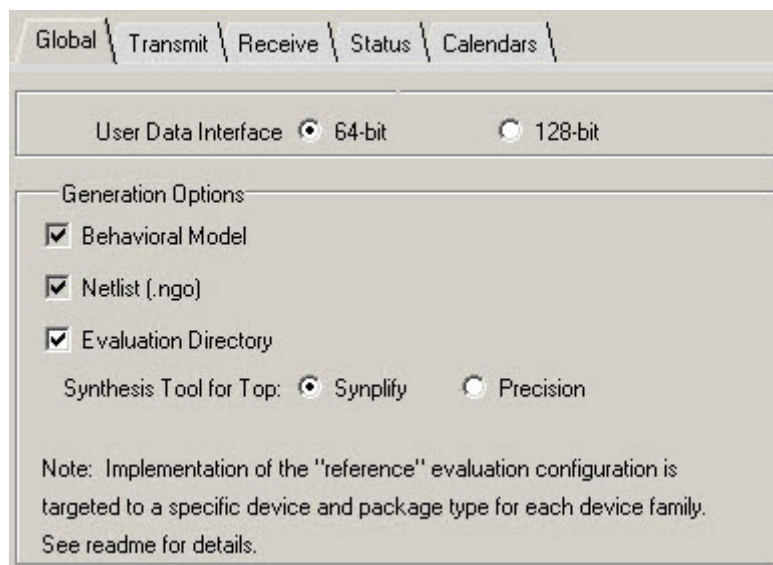 Global Transmit Receive Status Calendars
User Data Interface 64-bit 128-bit
Generation Options
Behavioral Model
Netlist (.ngo)
Evaluation Directory
Synthesis Tool for Top: Synplify Precision
Note: Implementation of the "reference" evaluation configuration is
targeted to a specific device and package type for each device family.
See readme for details.